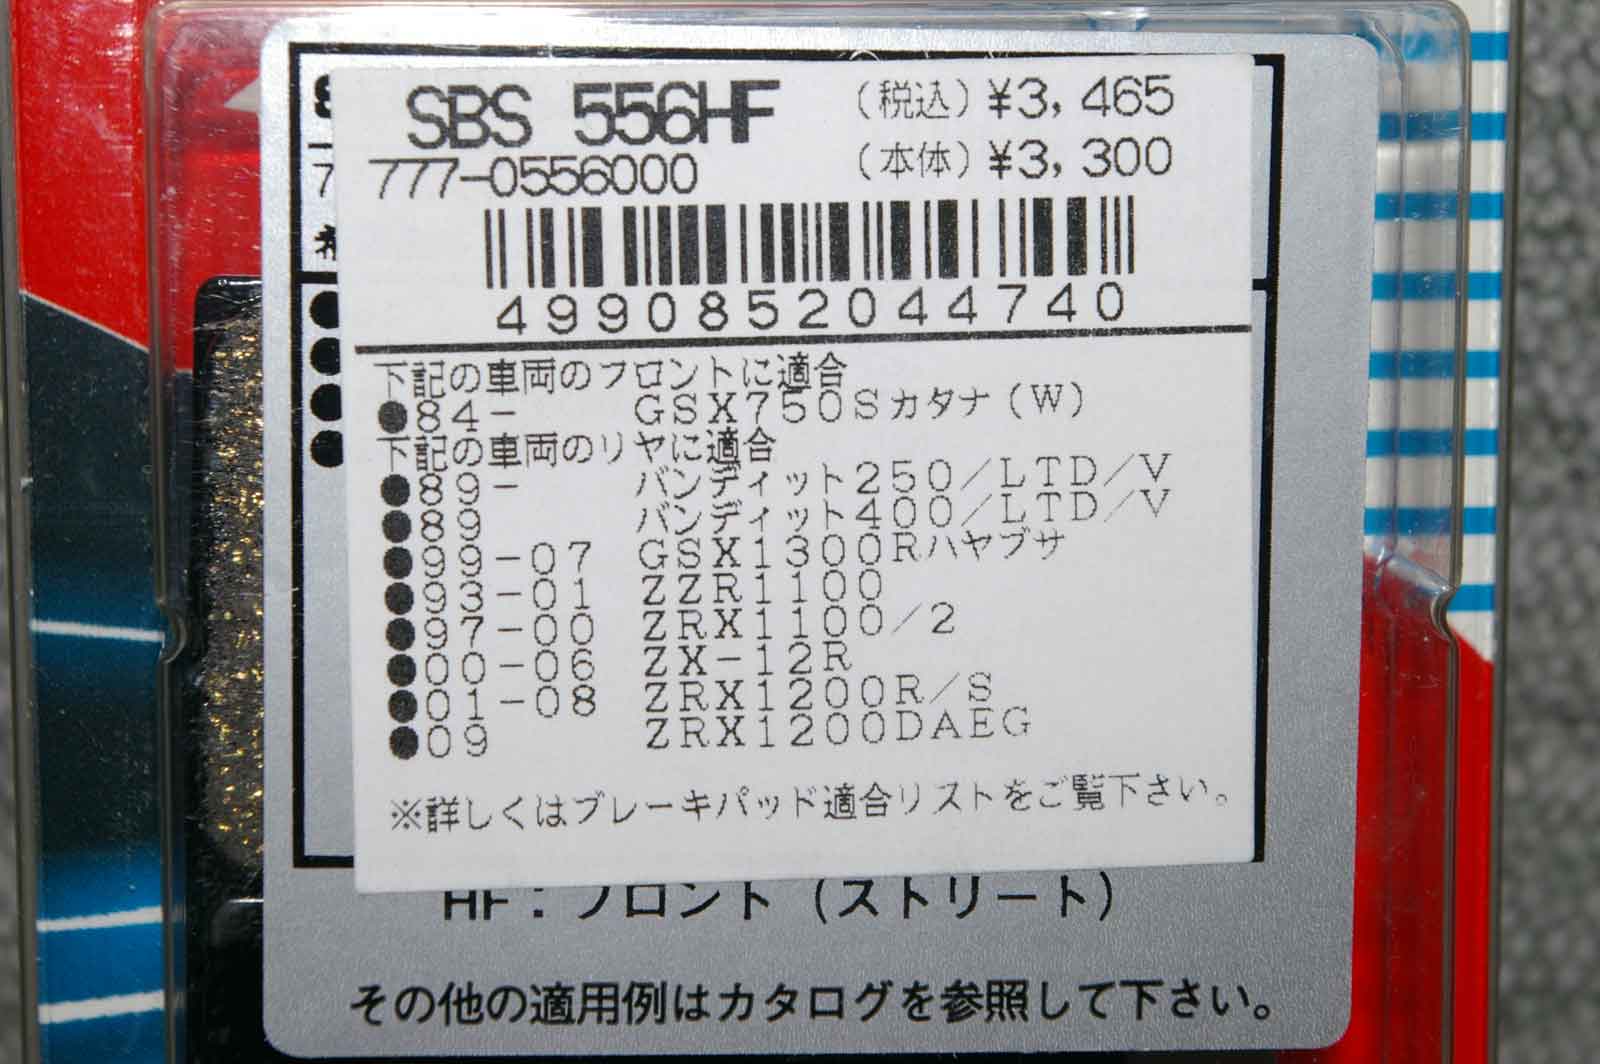 SBS 556HF (税込) ¥3,465
777-0556000 (本体) ¥3,300
4990852044740
下記の車両のフロントに適合
●84- GSX750Sカタナ(W)
下記の車両のリヤに適合
●89- バンディット250/LTD/V
●89 バンディット400/LTD/V
●99-07 GSX1300Rハヤブサ
●93-01 ZZR1100
●97-00 ZRX1100/2
●00-06 ZX-12R
●01-08 ZRX1200R/S
●09 ZRX1200DAEG
※詳しくはブレーキパッド適合リストをご覧下さい。
HF:フロント(ストリート)
その他の適用例はカタログを参照して下さい。